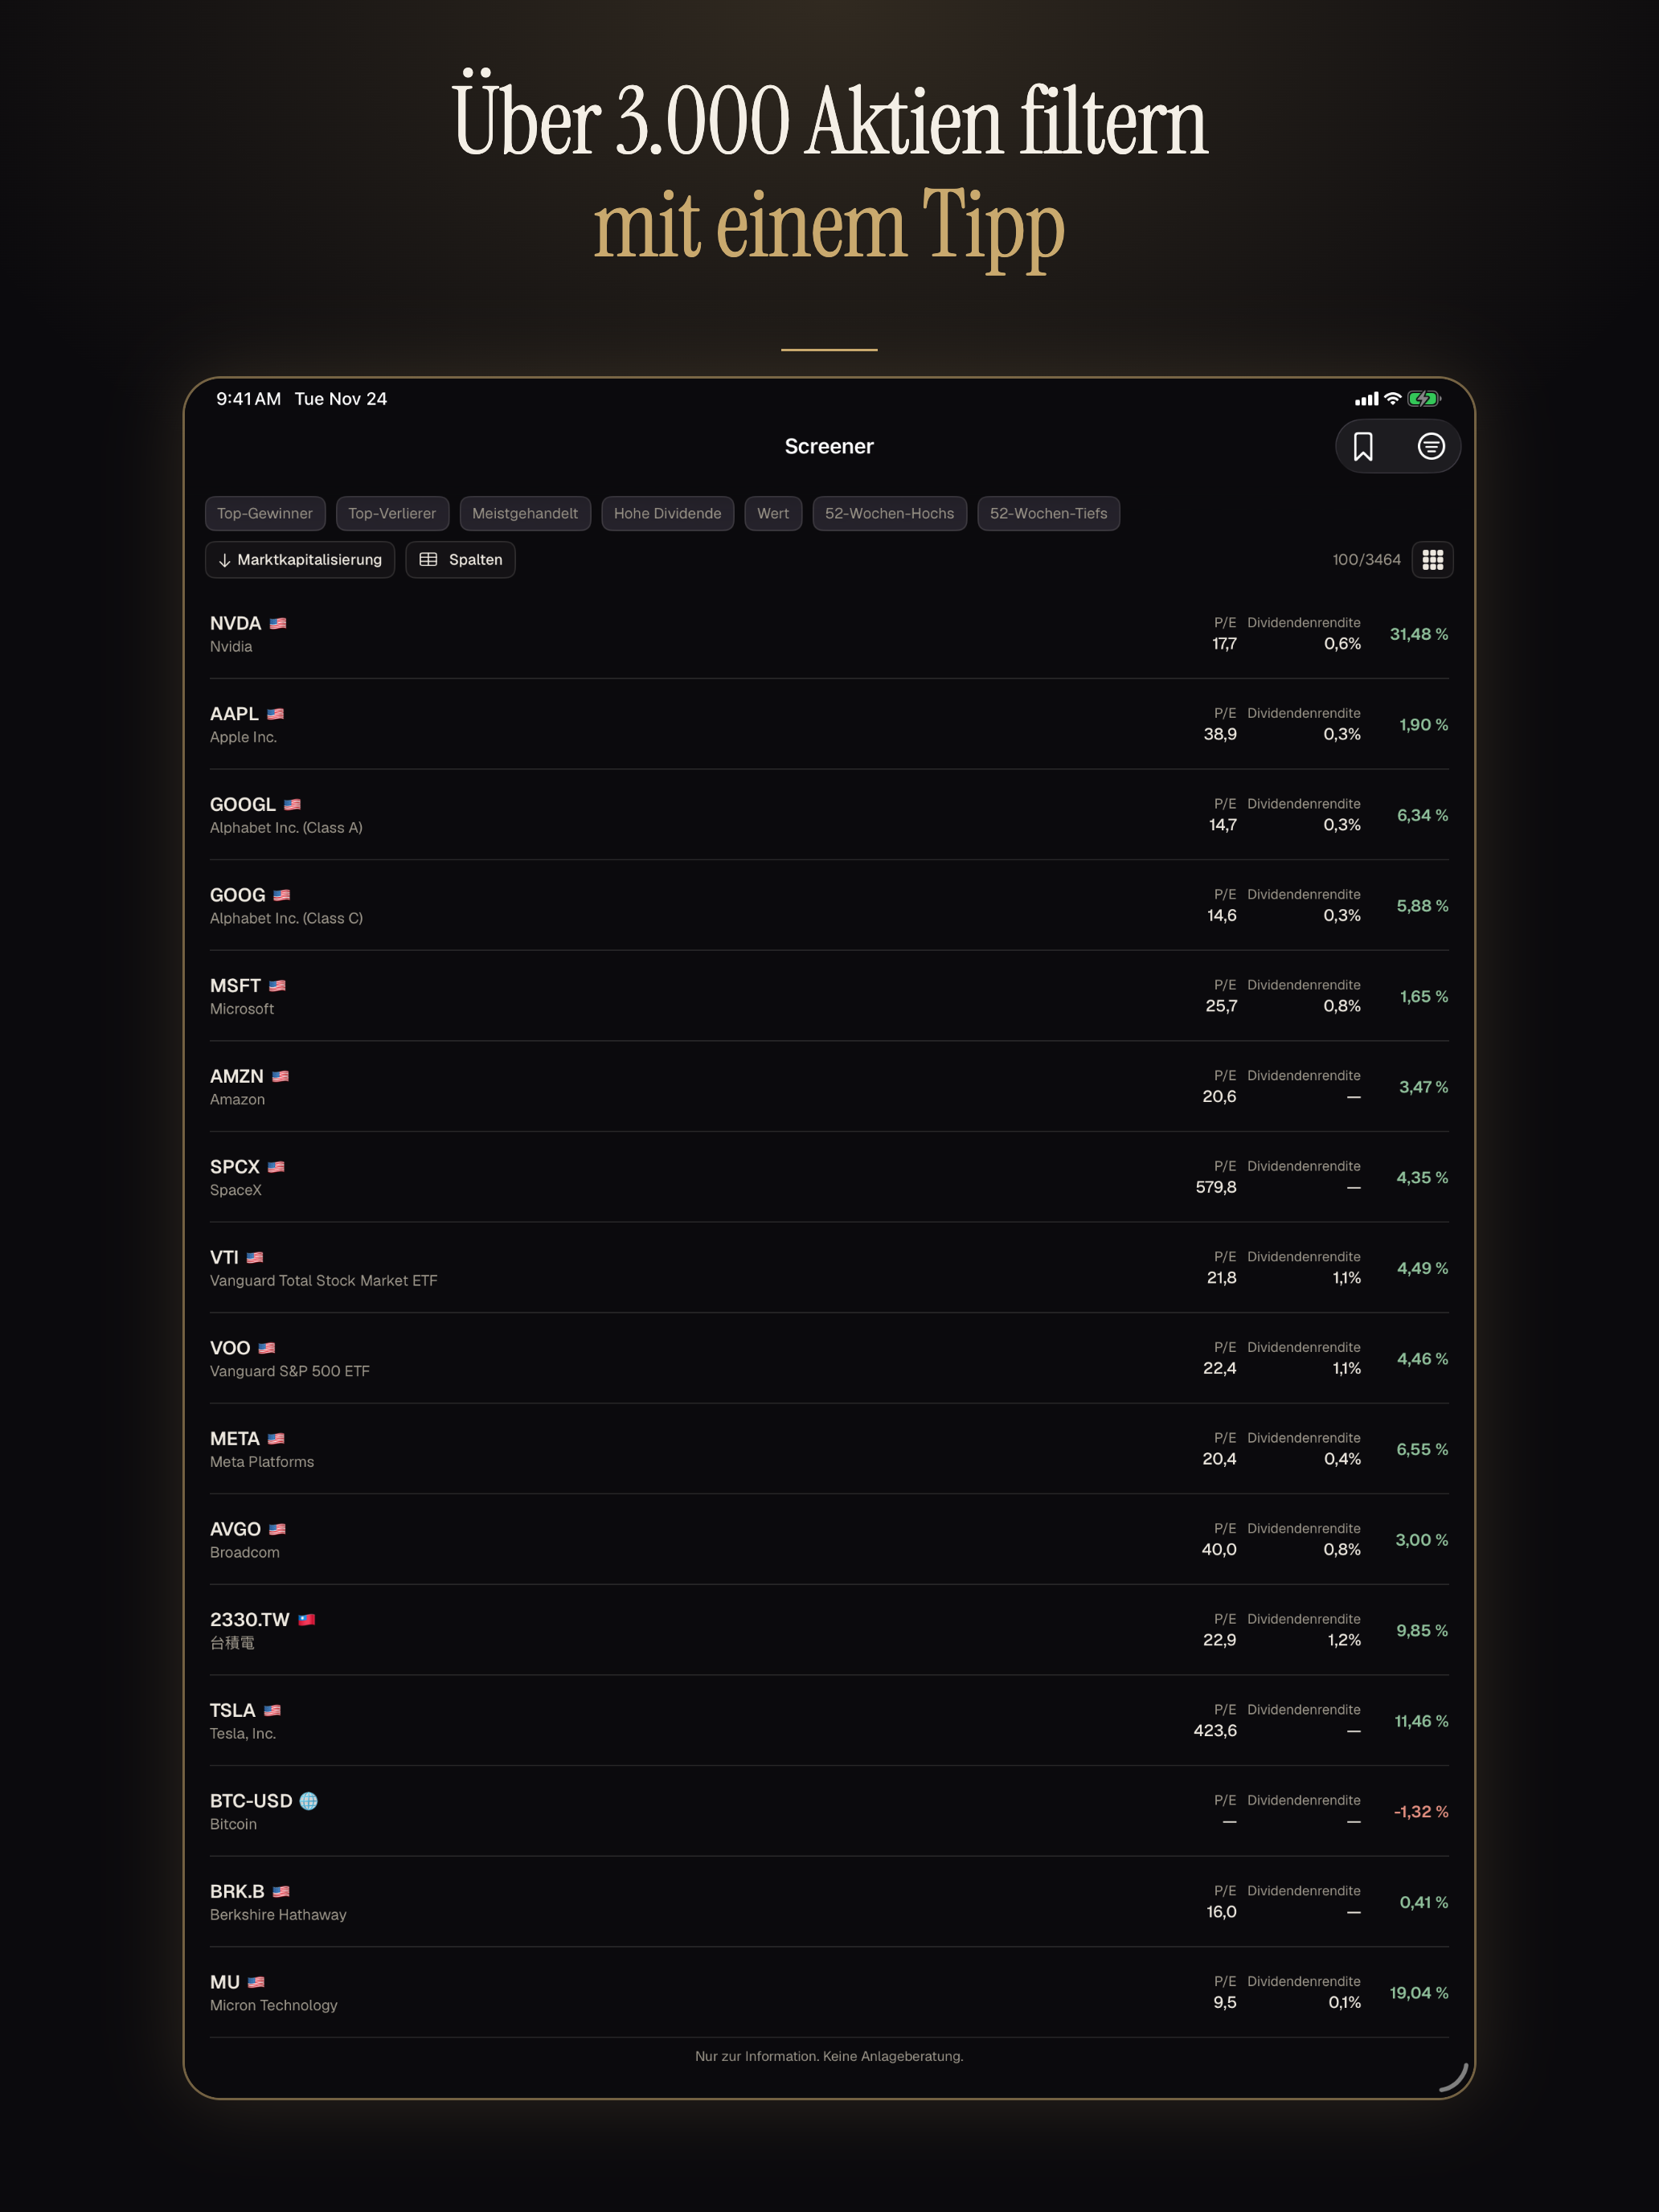 Über 3.000 Aktien filtern
mit einem Tipp
9:41 AM Tue Nov 24
Screener
Top-Gewinner Top-Verlierer Meistgehandelt Hohe Dividende Wert 52-Wochen-Hochs 52-Wochen-Tiefs
↓ Marktkapitalisierung Spalten 100/3464
NVDA P/E Dividendenrendite 31,48 %
Nvidia 17,7 0,6%
AAPL P/E Dividendenrendite 1,90 %
Apple Inc. 38,9 0,3%
GOOGL P/E Dividendenrendite 6,34 %
Alphabet Inc. (Class A) 14,7 0,3%
GOOG P/E Dividendenrendite 5,88 %
Alphabet Inc. (Class C) 14,6 0,3%
MSFT P/E Dividendenrendite 1,65 %
Microsoft 25,7 0,8%
AMZN P/E Dividendenrendite 3,47 %
Amazon 20,6 —
SPCX P/E Dividendenrendite 4,35 %
SpaceX 579,8 —
VTI P/E Dividendenrendite 4,49 %
Vanguard Total Stock Market ETF 21,8 1,1%
VOO P/E Dividendenrendite 4,46 %
Vanguard S&P 500 ETF 22,4 1,1%
META P/E Dividendenrendite 6,55 %
Meta Platforms 20,4 0,4%
AVGO P/E Dividendenrendite 3,00 %
Broadcom 40,0 0,8%
2330.TW P/E Dividendenrendite 9,85 %
台積電 22,9 1,2%
TSLA P/E Dividendenrendite 11,46 %
Tesla, Inc. 423,6 —
BTC-USD P/E Dividendenrendite -1,32 %
Bitcoin — —
BRK.B P/E Dividendenrendite 0,41 %
Berkshire Hathaway 16,0 —
MU P/E Dividendenrendite 19,04 %
Micron Technology 9,5 0,1%
Nur zur Information. Keine Anlageberatung.